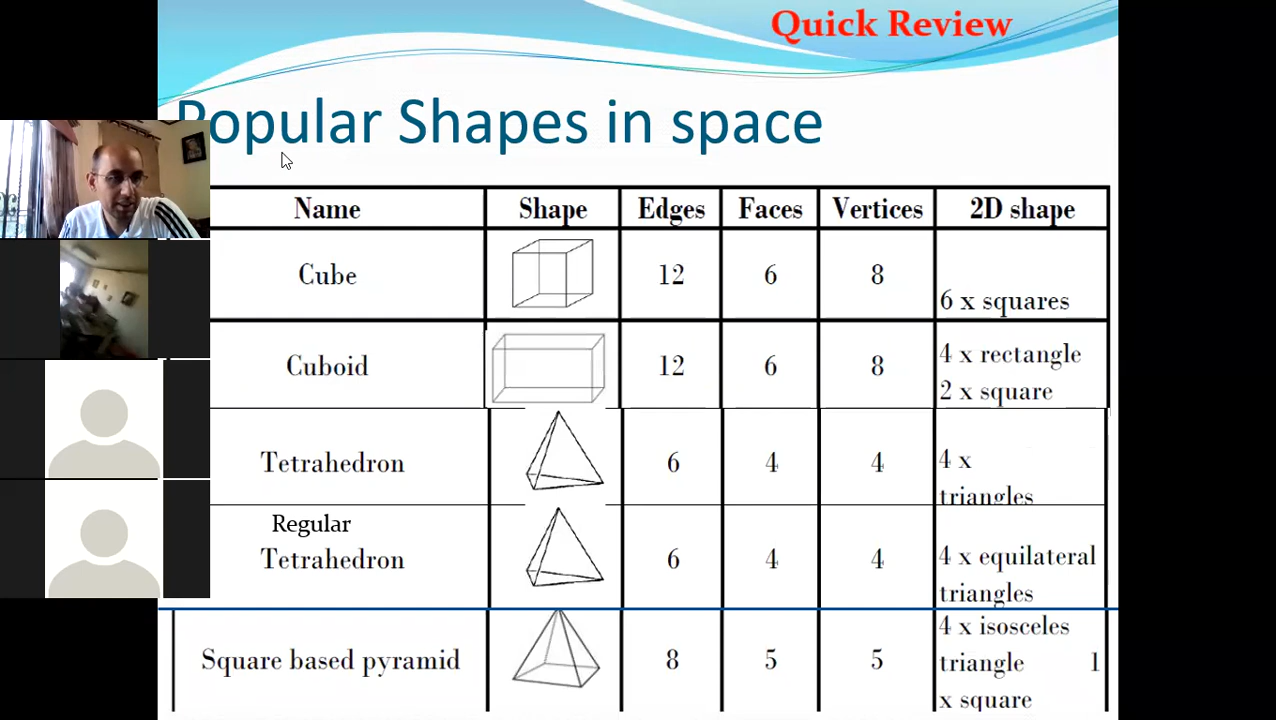 Quick Review
Popular Shapes in space
Name Shape Edges Faces Vertices 2D shape
Cube 12 6 8 6 x squares
Cuboid 12 6 8 4 x rectangle
2 x square
Tetrahedron 6 4 4 4 x
triangles
Regular
Tetrahedron 6 4 4 4 x equilateral
triangles
Square based pyramid 8 5 5 4 x isosceles
triangle 1
x square